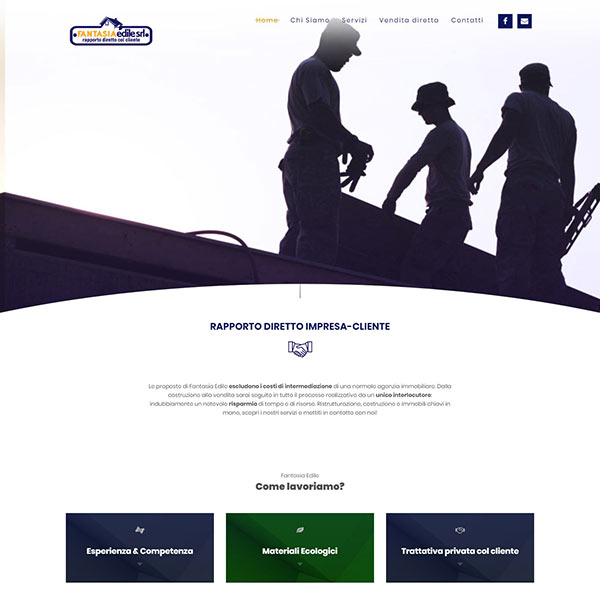 FANTASIA edile srl
rapporto diretto col cliente
Home Chi Siamo Servizi Vendita diretta Contatti
RAPPORTO DIRETTO IMPRESA-CLIENTE
Le proposte di Fantasia Edile escludono i costi di intermediazione di una normale agenzia immobiliare. Dalla
costruzione alla vendita sarai seguito in tutto il processo realizzativo da un unico interlocutore:
indubbiamente un notevole risparmio di tempo e di risorse. Ristrutturazione, costruzione o immobili chiavi in
mano, scopri i nostri servizi e mettiti in contatto con noi!
Fantasia Edile
Come lavoriamo?
Esperienza & Competenza
Materiali Ecologici
Trattativa privata col cliente